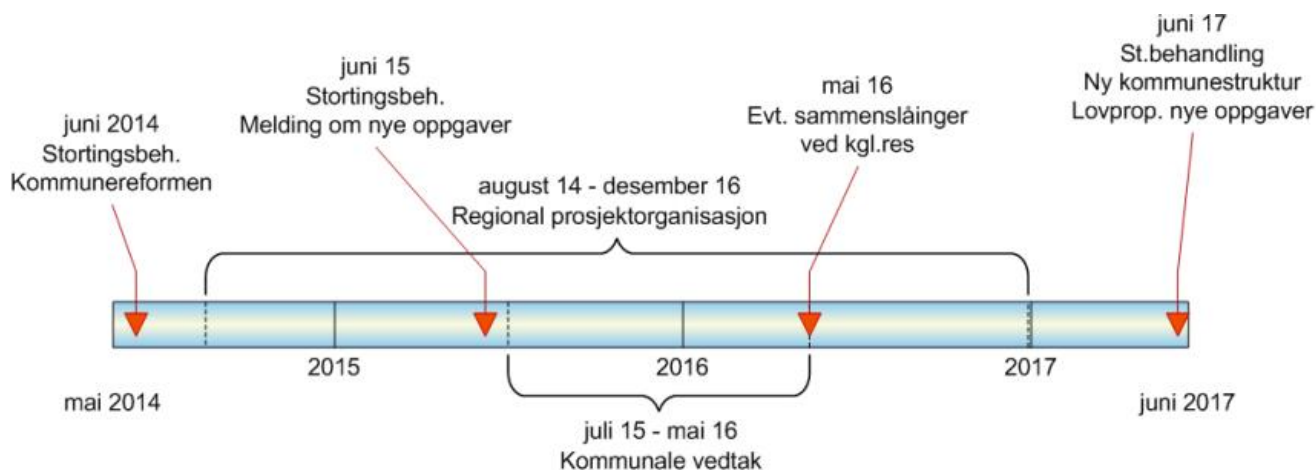 juni 2014
Stortingsbeh.
Kommunereformen
juni 15
Stortingsbeh.
Melding om nye oppgaver
august 14 - desember 16
Regional prosjektorganisasjon
mai 16
Evt. sammenslåinger
ved kgl.res
juni 17
St.behandling
Ny kommunestruktur
Lovprop. nye oppgaver
2015
2016
2017
mai 2014
juni 2017
juli 15 - mai 16
Kommunale vedtak